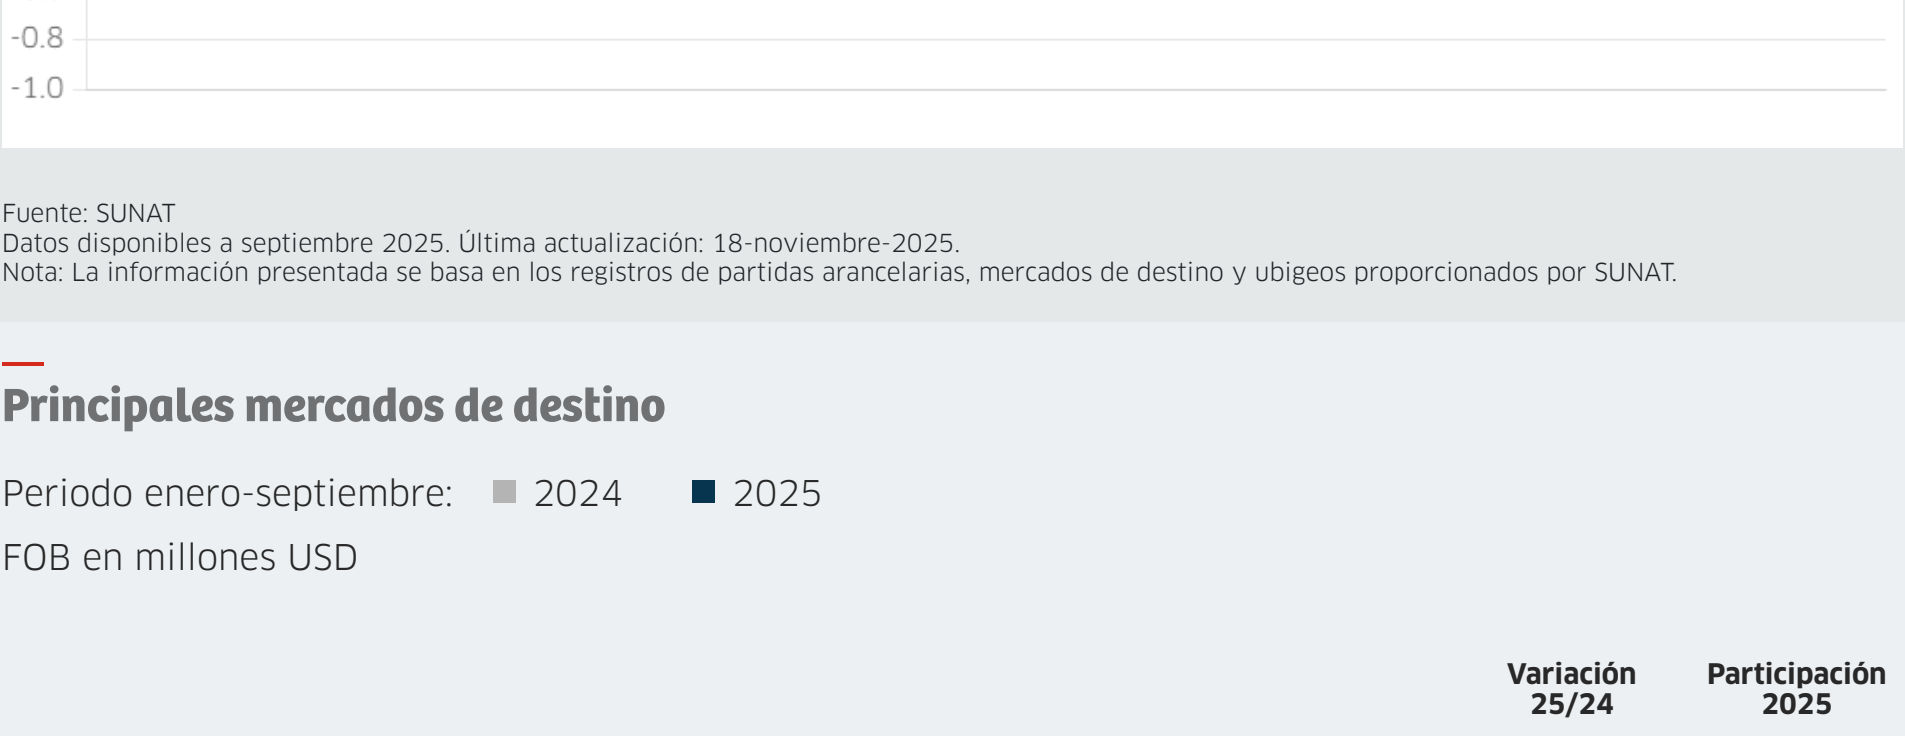 -0.8
-1.0
Fuente: SUNAT
Datos disponibles a septiembre 2025. Última actualización: 18-noviembre-2025.
Nota: La información presentada se basa en los registros de partidas arancelarias, mercados de destino y ubigeos proporcionados por SUNAT.
Principales mercados de destino
Periodo enero-septiembre: 2024 2025
FOB en millones USD
Variación Participación
25/24 2025